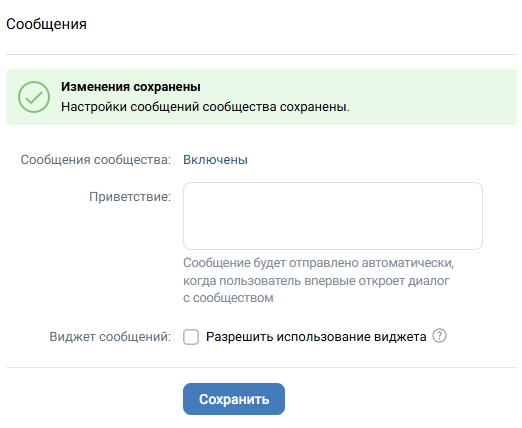 Сообщения
Изменения сохранены
Настройки сообщений сообщества сохранены.
Сообщения сообщества: Включены
Приветствие:
Сообщение будет отправлено автоматически,
когда пользователь впервые откроет диалог
с сообществом
Виджет сообщений: Разрешить использование виджета ?
Сохранить